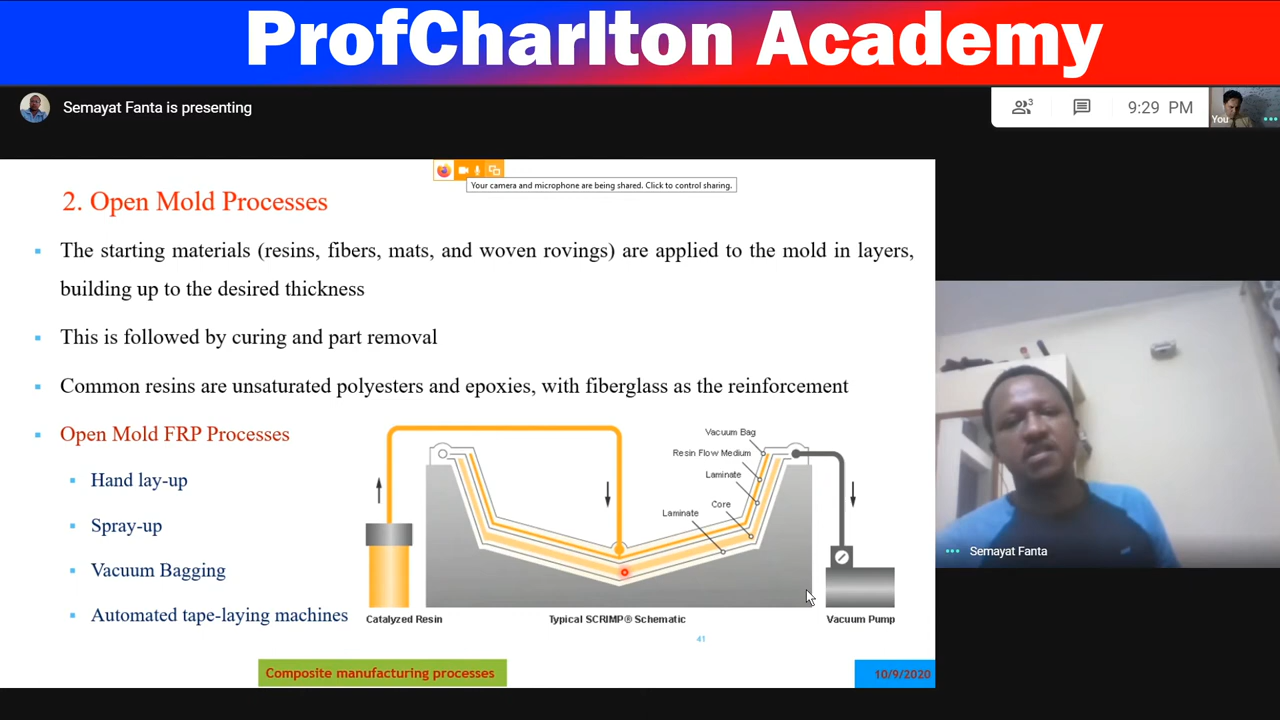 ProfCharlton Academy
Semayat Fanta is presenting
3
9:29 PM
You
Your camera and microphone are being shared. Click to control sharing.
2. Open Mold Processes
The starting materials (resins, fibers, mats, and woven rovings) are applied to the mold in layers,
building up to the desired thickness
This is followed by curing and part removal
Common resins are unsaturated polyesters and epoxies, with fiberglass as the reinforcement
Open Mold FRP Processes
Hand lay-up
Spray-up
Vacuum Bagging
Automated tape-laying machines
Vacuum Bag
Resin Flow Medium
Laminate
Core
Laminate
Catalyzed Resin
Typical SCRIMP® Schematic
Vacuum Pump
41
Composite manufacturing processes
10/9/2020
Semayat Fanta